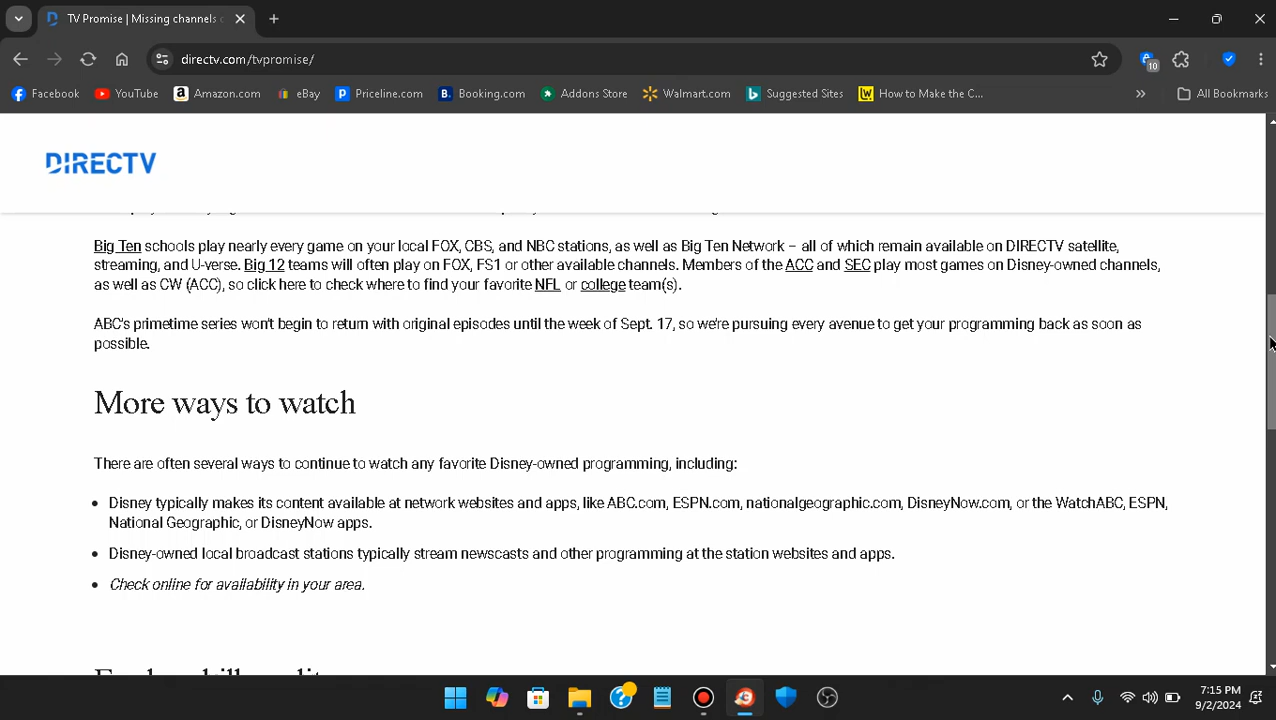 TV Promise | Missing channels
directv.com/tvpromise/
10
Facebook YouTube Amazon.com eBay Priceline.com Booking.com Addons Store Walmart.com Suggested Sites How to Make the C... » All Bookmarks
DIRECTV
Big Ten schools play nearly every game on your local FOX, CBS, and NBC stations, as well as Big Ten Network – all of which remain available on DIRECTV satellite,
streaming, and U-verse. Big 12 teams will often play on FOX, FS1 or other available channels. Members of the ACC and SEC play most games on Disney-owned channels,
as well as CW (ACC), so click here to check where to find your favorite NFL or college team(s).
ABC's primetime series won't begin to return with original episodes until the week of Sept. 17, so we're pursuing every avenue to get your programming back as soon as
possible.
More ways to watch
There are often several ways to continue to watch any favorite Disney-owned programming, including:
• Disney typically makes its content available at network websites and apps, like ABC.com, ESPN.com, nationalgeographic.com, DisneyNow.com, or the WatchABC, ESPN,
National Geographic, or DisneyNow apps.
• Disney-owned local broadcast stations typically stream newscasts and other programming at the station websites and apps.
• Check online for availability in your area.
7:15 PM
9/2/2024